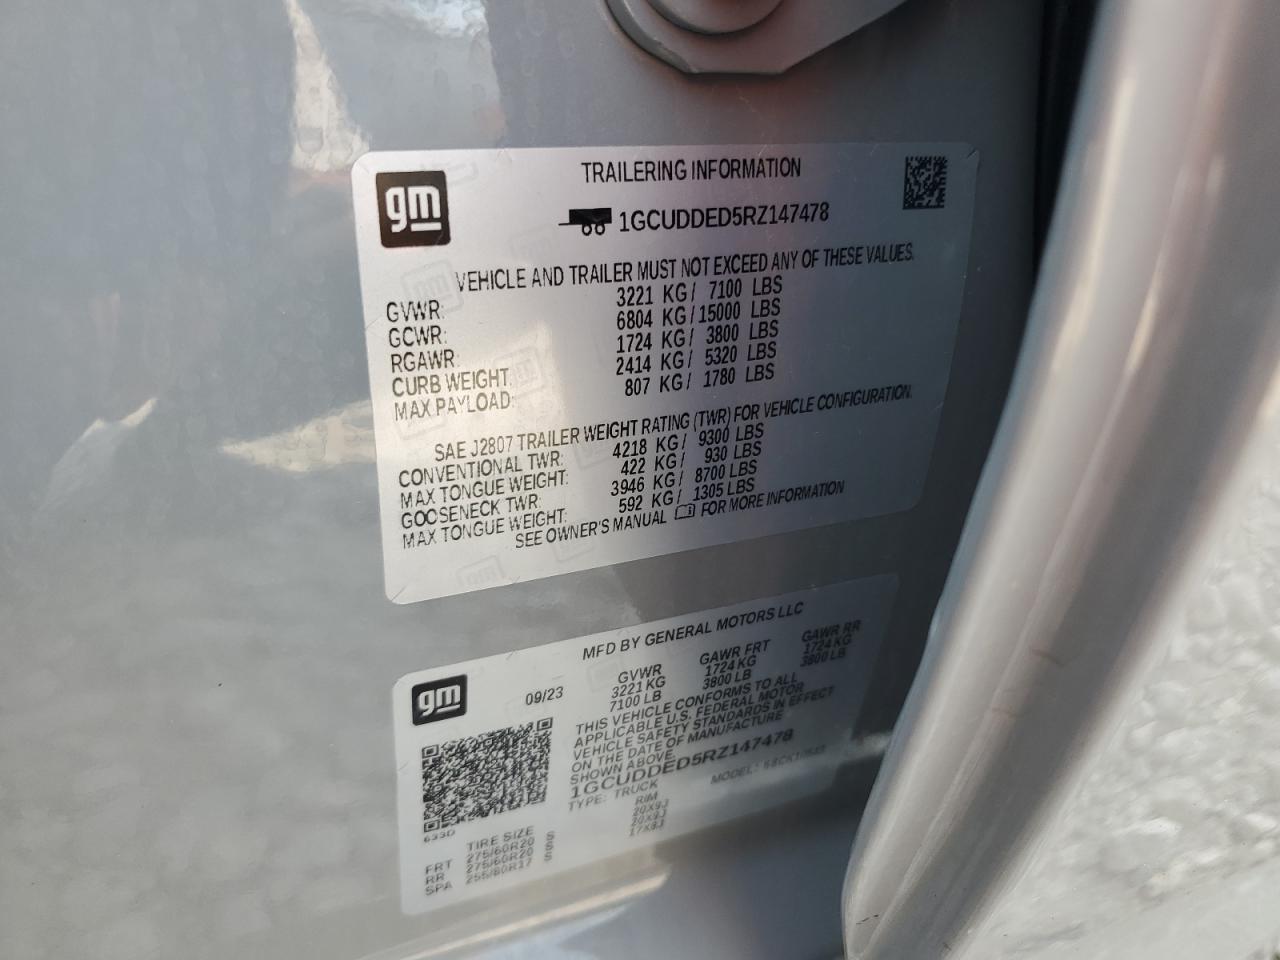 gm
TRAILERING INFORMATION
1GCUDDED5RZ147478
VEHICLE AND TRAILER MUST NOT EXCEED ANY OF THESE VALUES.
GVWR: 3221 KG/ 7100 LBS
GCWR: 6804 KG/15000 LBS
RGAWR: 1724 KG/ 3800 LBS
CURB WEIGHT: 2414 KG/ 5320 LBS
MAX PAYLOAD: 807 KG/ 1780 LBS
SAE J2807 TRAILER WEIGHT RATING (TWR) FOR VEHICLE CONFIGURATION.
CONVENTIONAL TWR: 4218 KG/ 9300 LBS
MAX TONGUE WEIGHT: 422 KG/ 930 LBS
GOOSENECK TWR: 3946 KG/ 8700 LBS
MAX TONGUE WEIGHT: 592 KG/ 1305 LBS
SEE OWNER'S MANUAL FOR MORE INFORMATION
gm
MFD BY GENERAL MOTORS LLC
09/23
GVWR GAWR FRT GAWR RR
3221 KG 1724 KG 1724 KG
7100 LB 3800 LB 3800 LB
THIS VEHICLE CONFORMS TO ALL
APPLICABLE U.S. FEDERAL MOTOR
VEHICLE SAFETY STANDARDS IN EFFECT
ON THE DATE OF MANUFACTURE
SHOWN ABOVE.
1GCUDDED5RZ147478
TYPE: TRUCK MODEL:
633D
TIRE SIZE RIM
FRT 275/60R20 S 20X9J
RR 275/60R20 S 20X9J
SPA 255/80R17 S 17X8J